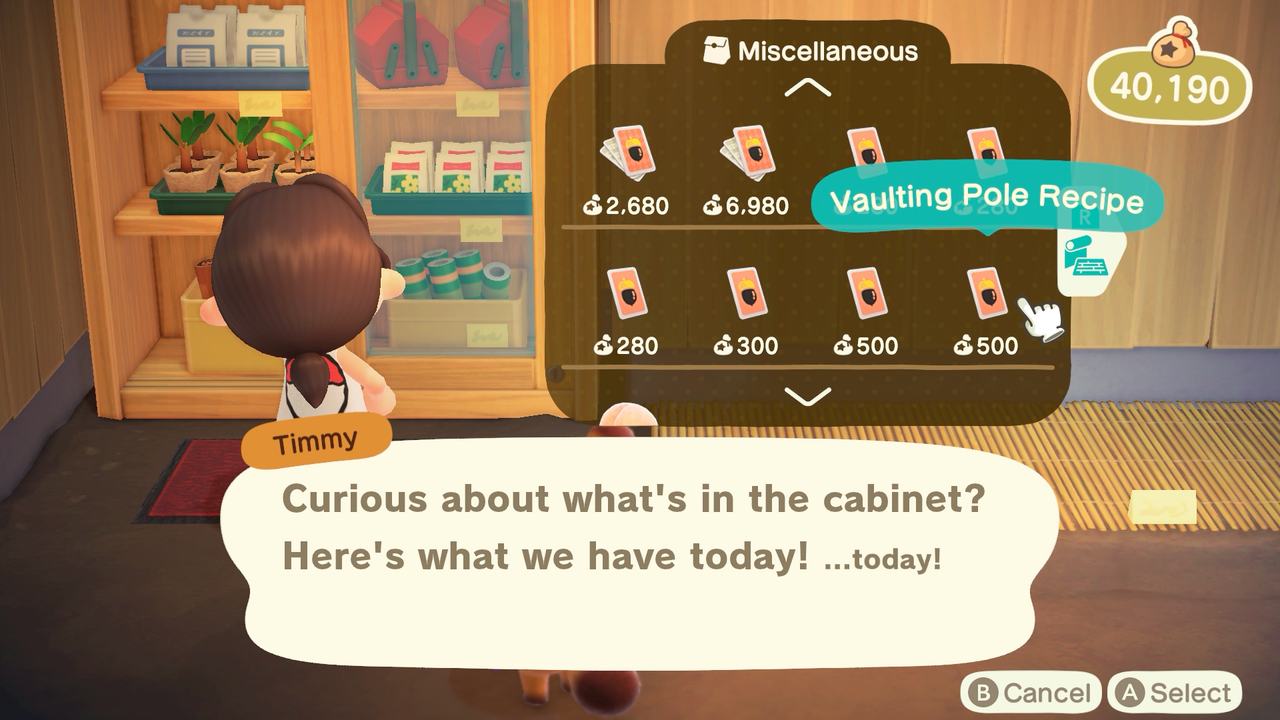 Miscellaneous
40,190
2,680
6,980
Vaulting Pole Recipe
R
280
300
500
500
Timmy
Curious about what's in the cabinet?
Here's what we have today! ...today!
B Cancel
A Select